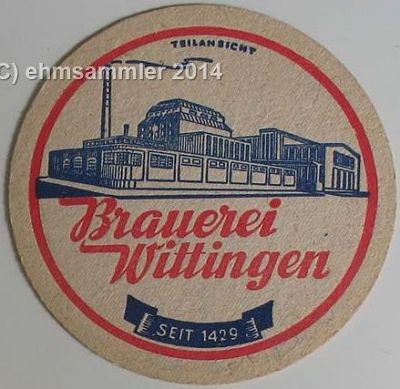 TEILANSICHT
C) ehmsammler 2014
Brauerei
Wittingen
SEIT 1429